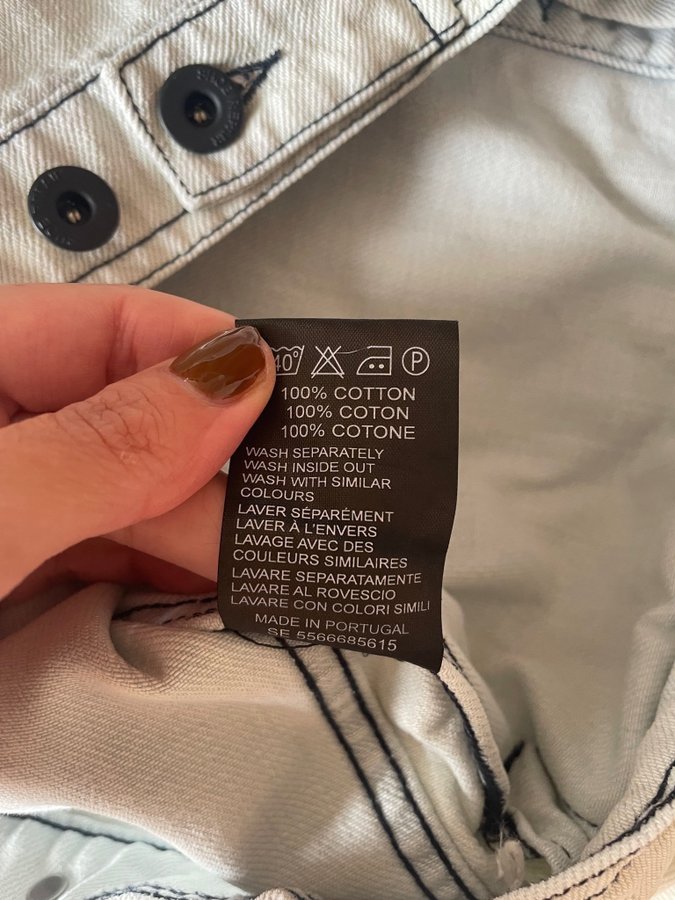 40°
P
100% COTTON
100% COTON
100% COTONE
WASH SEPARATELY
WASH INSIDE OUT
WASH WITH SIMILAR
COLOURS
LAVER SÉPARÉMENT
LAVER À L'ENVERS
LAVAGE AVEC DES
COULEURS SIMILAIRES
LAVARE SEPARATAMENTE
LAVARE AL ROVESCIO
LAVARE CON COLORI SIMILI
MADE IN PORTUGAL
SE 5566685615